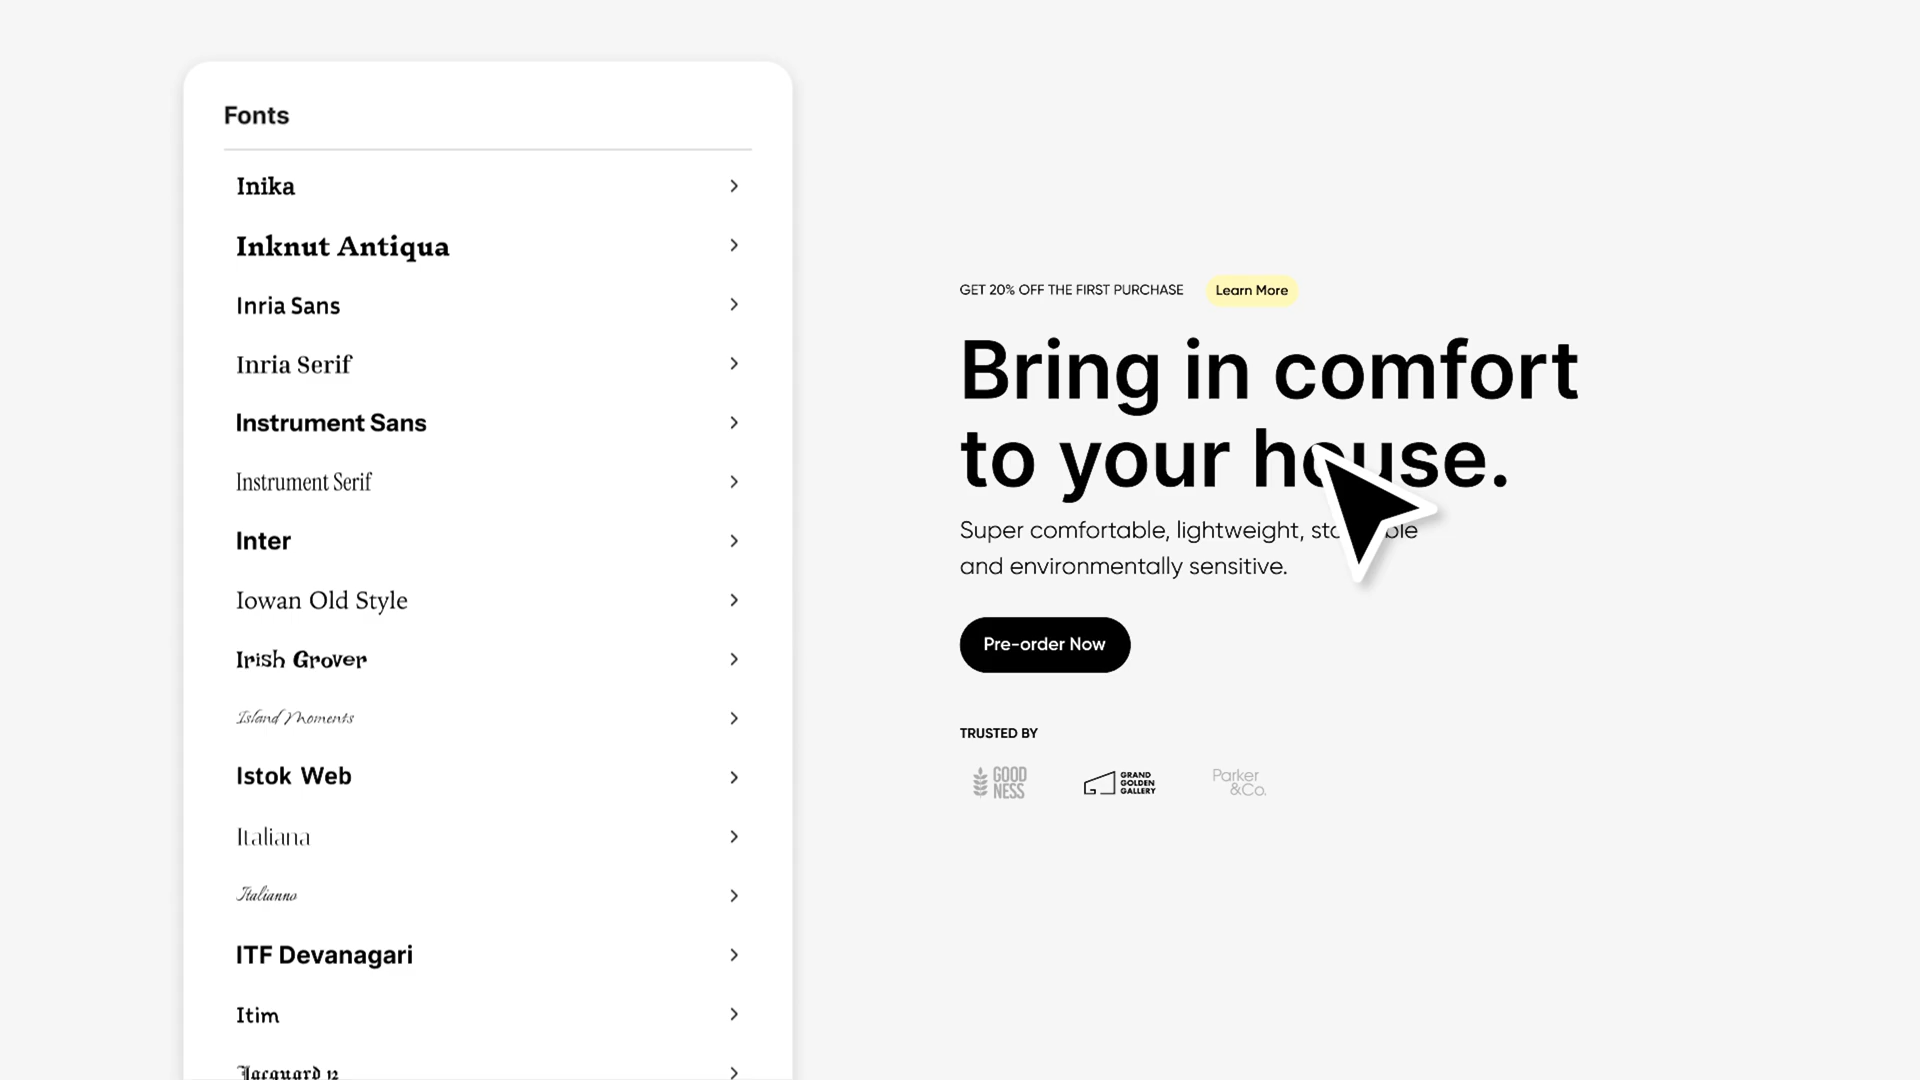 Fonts
Inika
Inknut Antiqua
Inria Sans
Inria Serif
Instrument Sans
Instrument Serif
Inter
Iowan Old Style
Irish Grover
Island Moments
Istok Web
Italiana
Italianno
ITF Devanagari
Itim
Jacquard 12
GET 20% OFF THE FIRST PURCHASE Learn More
Bring in comfort
to your house.
Super comfortable, lightweight,
and environmentally sensitive.
Pre-order Now
TRUSTED BY
GOOD
NESS
GRAND
GOLDEN
GALLERY
Parker
&Co.